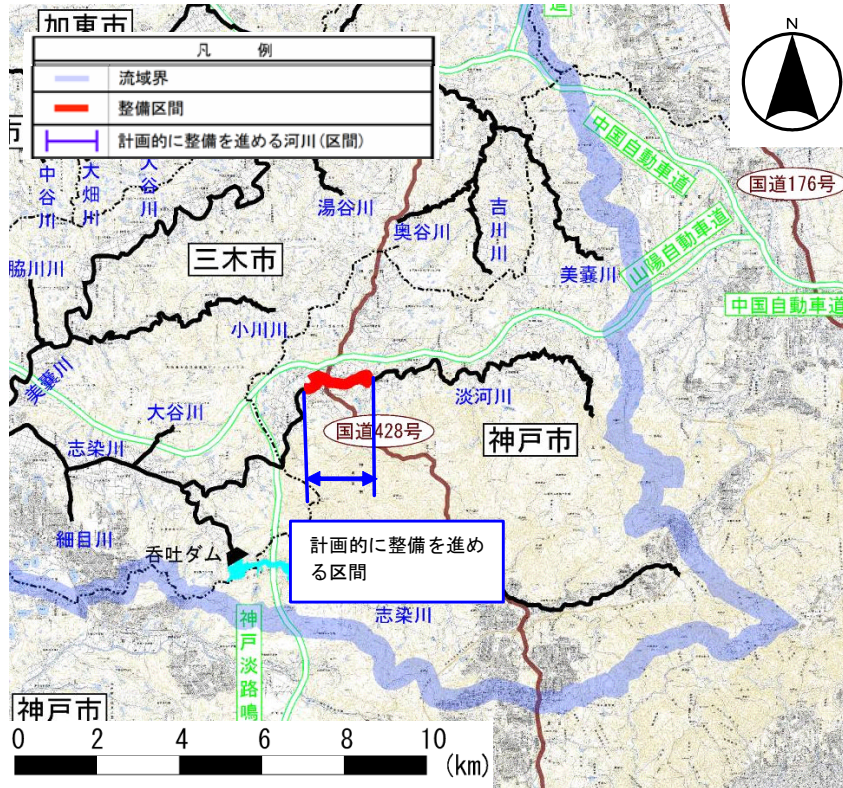 加東市
道
N
凡 例
流域界
整備区間
計画的に整備を進める河川(区間)
市
中谷川
大畑川
大谷川
湯谷川
奥谷川
吉川川
美嚢川
中国自動車道
国道176号
山陽自動車道
中国自動車道
三木市
脇川川
小川川
美嚢川
大谷川
淡河川
国道428号
神戸市
志染川
細目川
呑吐ダム
計画的に整備を進め
る区間
志染川
神戸淡路鳴
神戸市
0 2 4 6 8 10
(km)